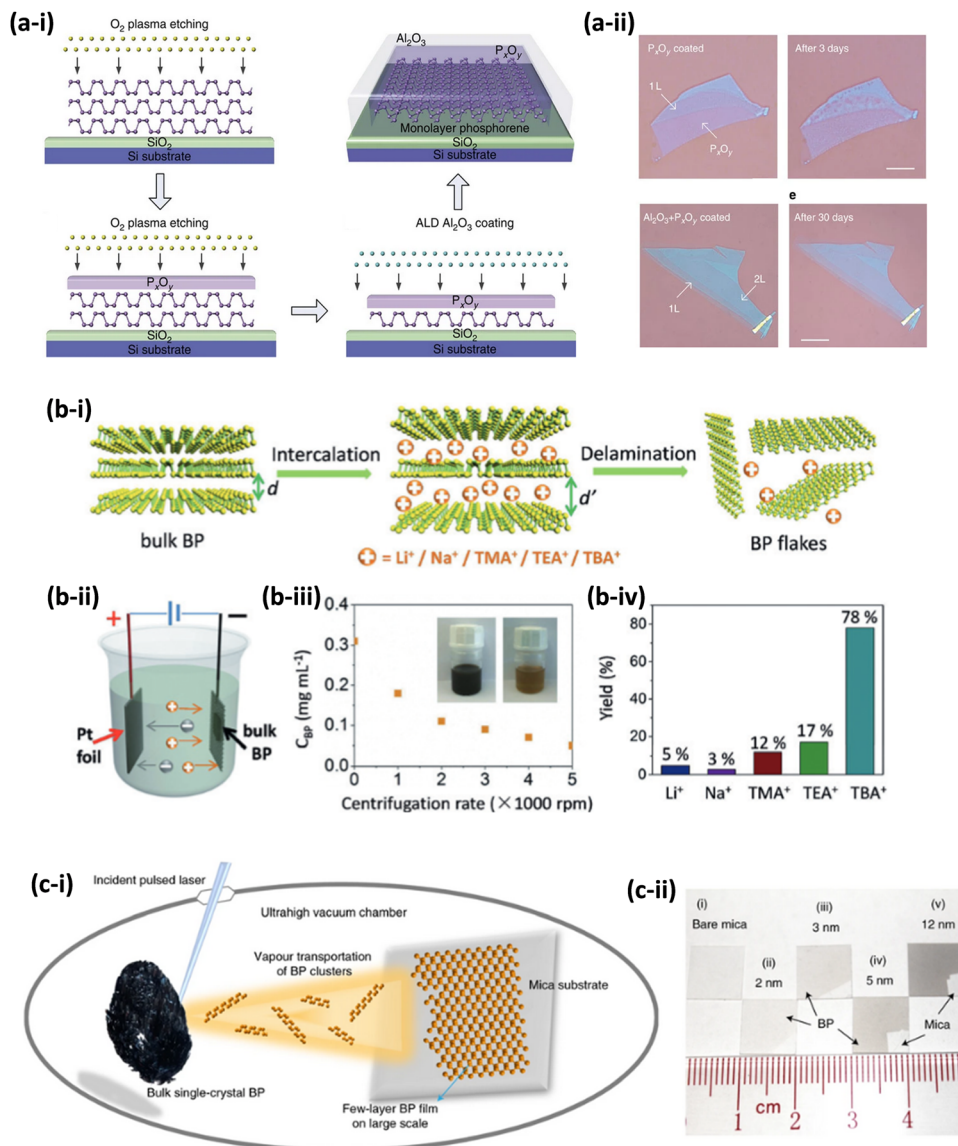 (a-i)
O₂ plasma etching
SiO₂
Si substrate
Al₂O₃
PₓOᵧ
Monolayer phosphorene
SiO₂
Si substrate
O₂ plasma etching
PₓOᵧ
SiO₂
Si substrate
ALD Al₂O₃ coating
PₓOᵧ
SiO₂
Si substrate
(a-ii)
PₓOᵧ coated
1L
PₓOᵧ
After 3 days
Al₂O₃+PₓOᵧ coated
1L
2L
e
After 30 days
(b-i)
d
bulk BP
Intercalation
d'
Delamination
BP flakes
= Li⁺ / Na⁺ / TMA⁺ / TEA⁺ / TBA⁺
(b-ii)
+
−
Pt
foil
bulk
BP
(b-iii)
C_BP (mg mL⁻¹)
0.4
0.3
0.2
0.1
0.0
0 1 2 3 4 5
Centrifugation rate (×1000 rpm)
(b-iv)
Yield (%)
80
60
40
20
0
5 %
3 %
12 %
17 %
78 %
Li⁺ Na⁺ TMA⁺ TEA⁺ TBA⁺
(c-i)
Incident pulsed laser
Ultrahigh vacuum chamber
Vapour transportation
of BP clusters
Mica substrate
Bulk single-crystal BP
Few-layer BP film
on large scale
(c-ii)
(i)
Bare mica
(ii)
2 nm
(iii)
3 nm
(iv)
5 nm
(v)
12 nm
BP
Mica
1 cm 2 3 4